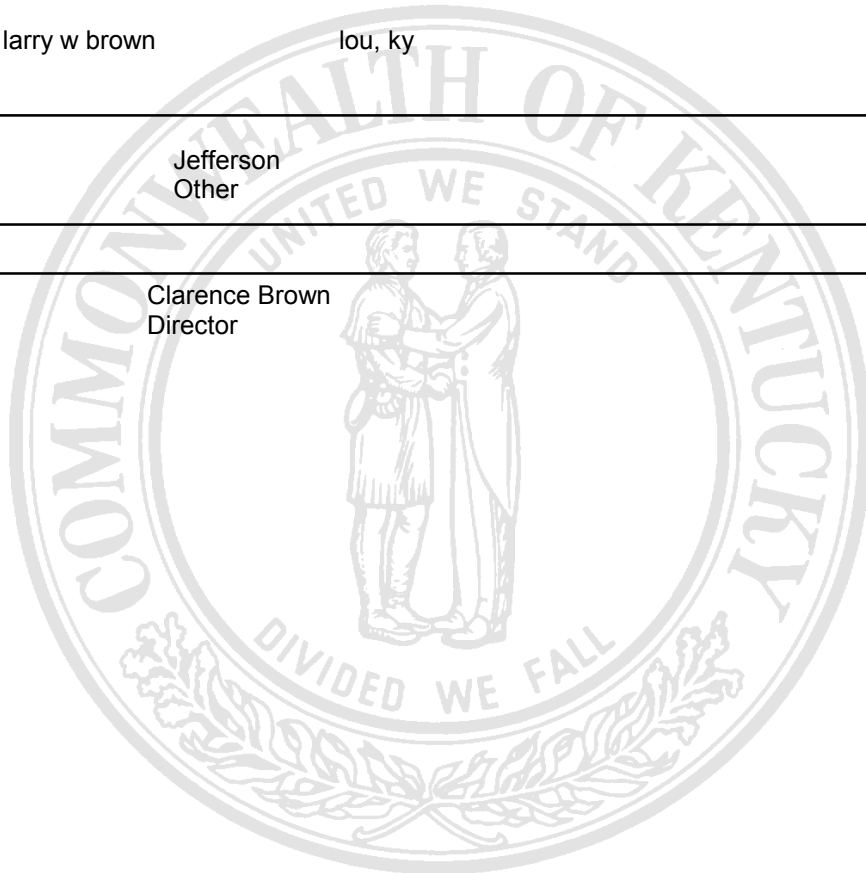 larry w brown lou, ky
Jefferson
Other
Clarence Brown
Director
COMMONWEALTH OF KENTUCKY
UNITED WE STAND
DIVIDED WE FALL